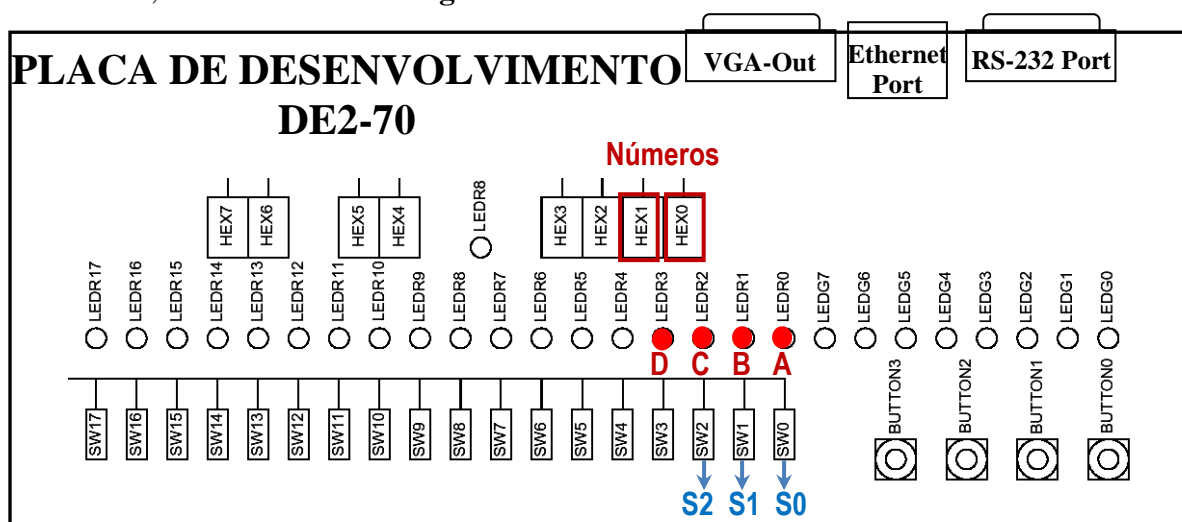 PLACA DE DESENVOLVIMENTO
DE2-70
VGA-Out
Ethernet
Port
RS-232 Port
Números
HEX7 HEX6 HEX5 HEX4 LEDR8 HEX3 HEX2 HEX1 HEX0
LEDR17 LEDR16 LEDR15 LEDR14 LEDR13 LEDR12 LEDR11 LEDR10 LEDR9 LEDR8 LEDR7 LEDR6 LEDR5 LEDR4 LEDR3 LEDR2 LEDR1 LEDR0 LEDG7 LEDG6 LEDG5 LEDG4 LEDG3 LEDG2 LEDG1 LEDG0
D C B A
SW17 SW16 SW15 SW14 SW13 SW12 SW11 SW10 SW9 SW8 SW7 SW6 SW5 SW4 SW3 SW2 SW1 SW0 BUTTON3 BUTTON2 BUTTON1 BUTTON0
S2 S1 S0